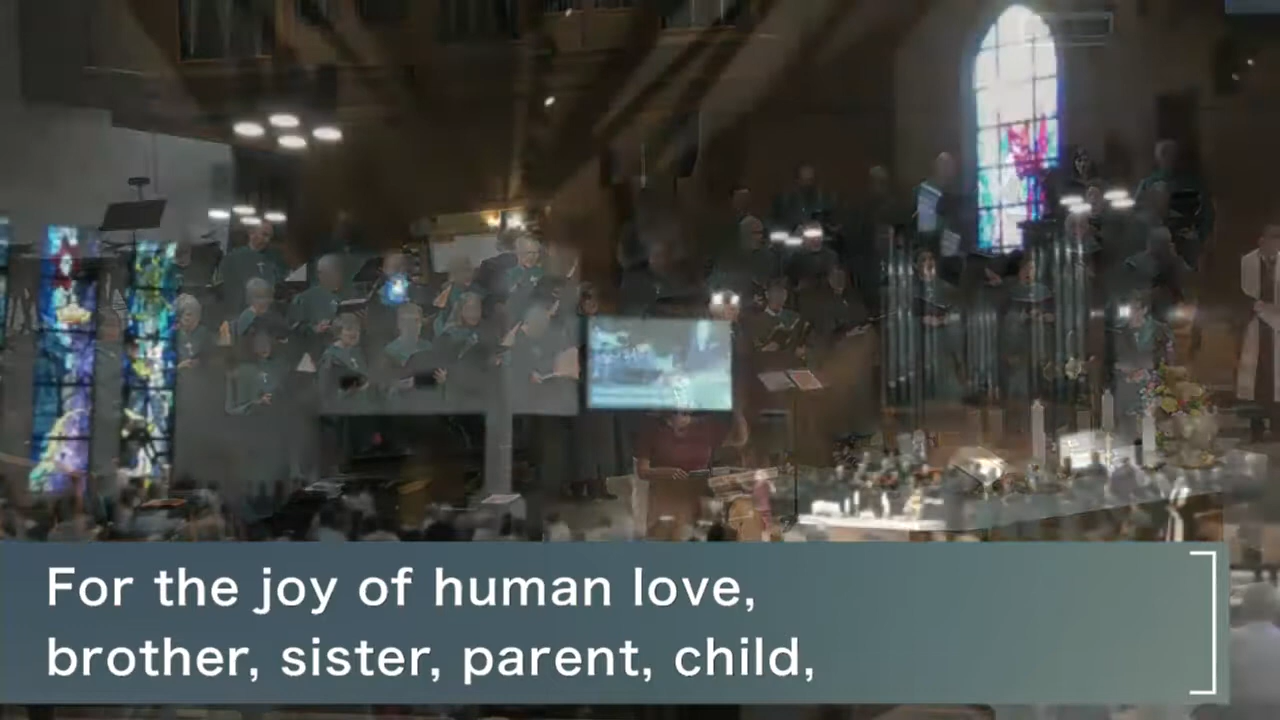 For the joy of human love,
brother, sister, parent, child,